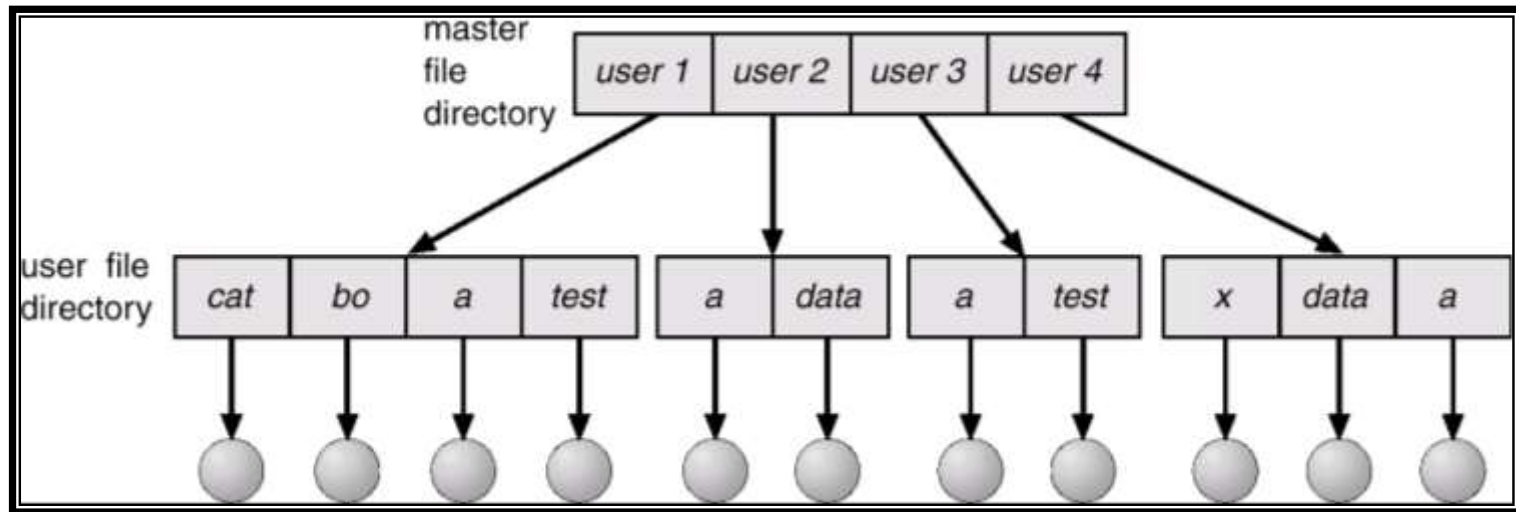 master
file
directory
user 1 user 2 user 3 user 4
user file
directory
cat bo a test a data a test x data a